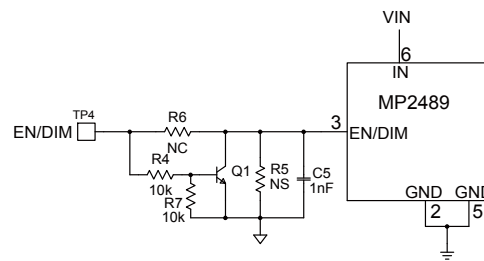 VIN
6
IN
MP2489
TP4
EN/DIM
R6
NC
3
EN/DIM
R4
10k
Q1
R5
NS
C5
1nF
R7
10k
GND
2
GND
5